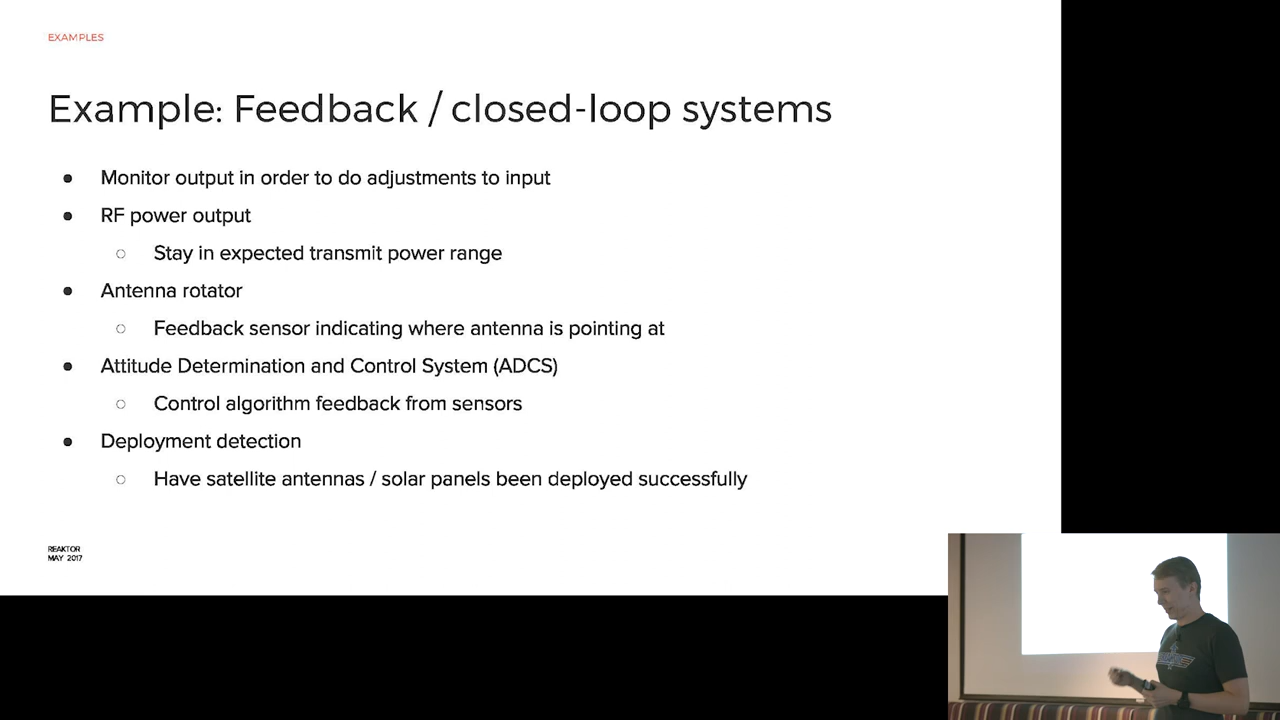 EXAMPLES
Example: Feedback / closed-loop systems
● Monitor output in order to do adjustments to input
● RF power output
○ Stay in expected transmit power range
● Antenna rotator
○ Feedback sensor indicating where antenna is pointing at
● Attitude Determination and Control System (ADCS)
○ Control algorithm feedback from sensors
● Deployment detection
○ Have satellite antennas / solar panels been deployed successfully
REAKTOR
MAY 2017